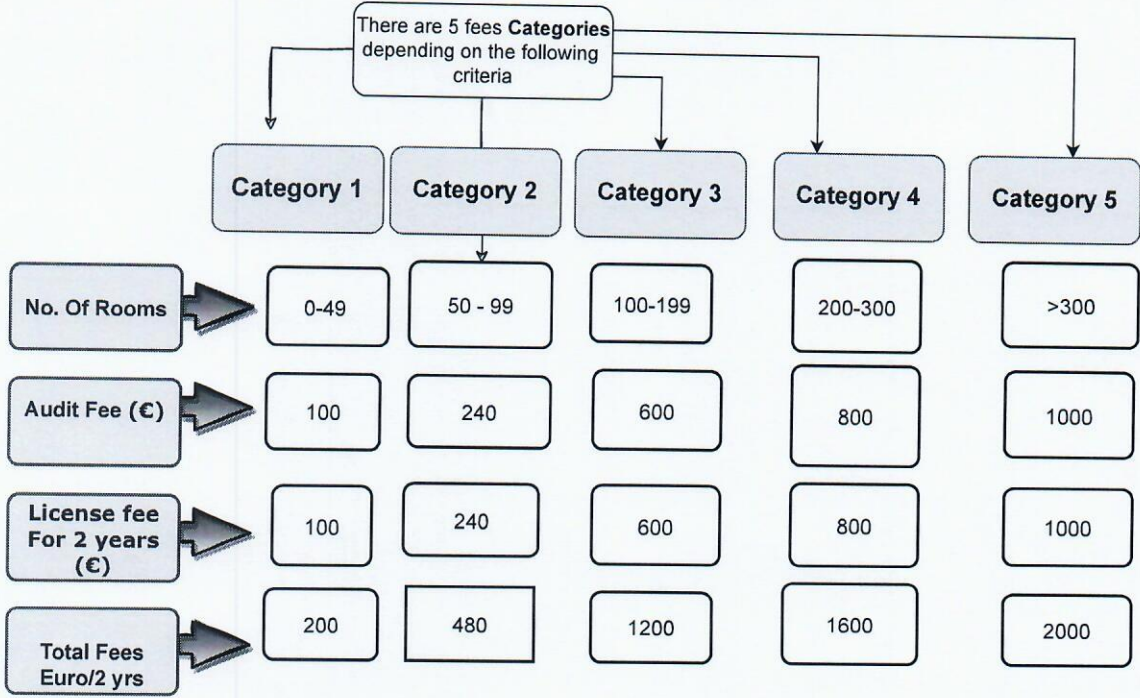 There are 5 fees Categories
depending on the following
criteria
Category 1
Category 2
Category 3
Category 4
Category 5
No. Of Rooms
0-49
50 - 99
100-199
200-300
>300
Audit Fee (€)
100
240
600
800
1000
License fee
For 2 years
(€)
100
240
600
800
1000
Total Fees
Euro/2 yrs
200
480
1200
1600
2000